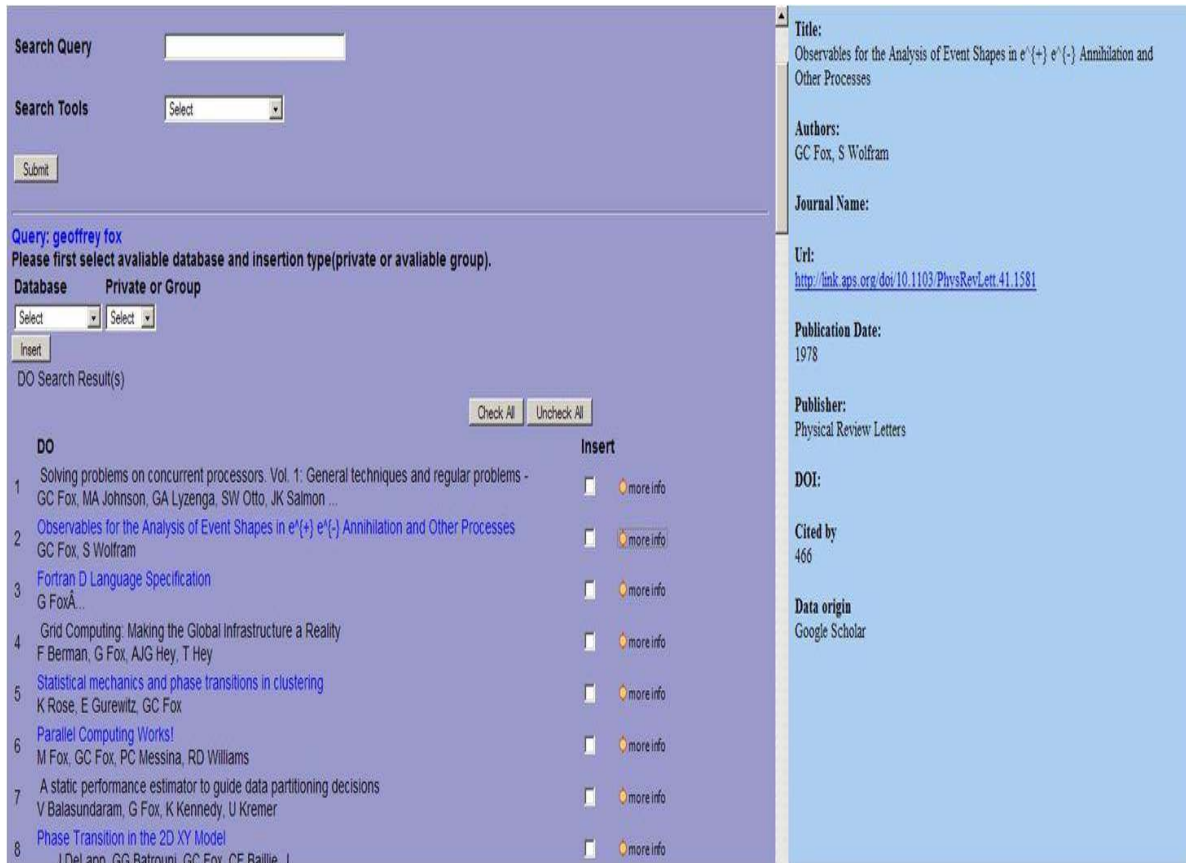 Search Query
Search Tools
Select
Submit
Query: geoffrey fox
Please first select avaliable database and insertion type(private or avaliable group).
Database Private or Group
Select Select
Insert
DO Search Result(s)
Check All Uncheck All
DO Insert
1 Solving problems on concurrent processors. Vol. 1: General techniques and regular problems -
GC Fox, MA Johnson, GA Lyzenga, SW Otto, JK Salmon ...
more info
2 Observables for the Analysis of Event Shapes in e^{+} e^{-} Annihilation and Other Processes
GC Fox, S Wolfram
more info
3 Fortran D Language Specification
G FoxÂ...
more info
4 Grid Computing: Making the Global Infrastructure a Reality
F Berman, G Fox, AJG Hey, T Hey
more info
5 Statistical mechanics and phase transitions in clustering
K Rose, E Gurewitz, GC Fox
more info
6 Parallel Computing Works!
M Fox, GC Fox, PC Messina, RD Williams
more info
7 A static performance estimator to guide data partitioning decisions
V Balasundaram, G Fox, K Kennedy, U Kremer
more info
8 Phase Transition in the 2D XY Model
GC Fox, CF Baillie, J
more info
Title:
Observables for the Analysis of Event Shapes in e^{+} e^{-} Annihilation and
Other Processes
Authors:
GC Fox, S Wolfram
Journal Name:
Url:
http://link.aps.org/doi/10.1103/PhysRevLett.41.1581
Publication Date:
1978
Publisher:
Physical Review Letters
DOI:
Cited by
466
Data origin
Google Scholar